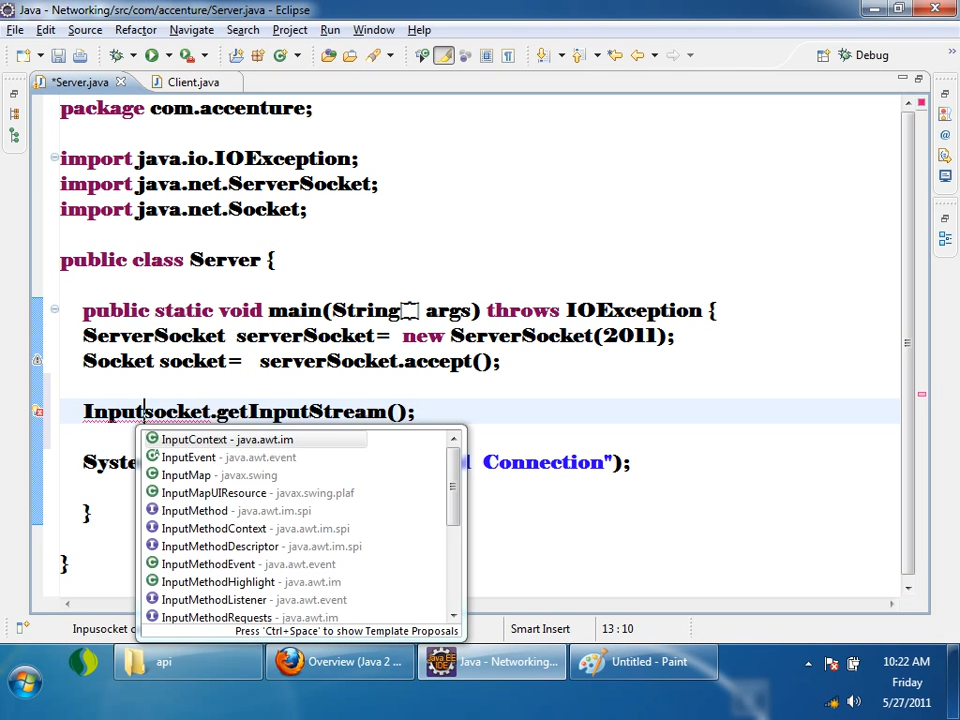 Java - Networking/src/com/accenture/Server.java - Eclipse
File Edit Source Refactor Navigate Search Project Run Window Help
Debug
*Server.java Client.java
package com.accenture;
import java.io.IOException;
import java.net.ServerSocket;
import java.net.Socket;
public class Server {
public static void main(String[] args) throws IOException {
ServerSocket serverSocket= new ServerSocket(2011);
Socket socket= serverSocket.accept();
Inputsocket.getInputStream();
InputContext - java.awt.im
InputEvent - java.awt.event
Syste Connection");
InputMap - javax.swing
InputMapUIResource - javax.swing.plaf
InputMethod - java.awt.im.spi
}
InputMethodContext - java.awt.im.spi
InputMethodDescriptor - java.awt.im.spi
InputMethodEvent - java.awt.event
}
InputMethodHighlight - java.awt.im
InputMethodListener - java.awt.event
InputMethodRequests - java.awt.im
Press 'Ctrl+Space' to show Template Proposals
Inpusocket c Smart Insert 13 : 10
api Overview (Java 2 ... Java - Networking... Untitled - Paint
10:22 AM
Friday
5/27/2011